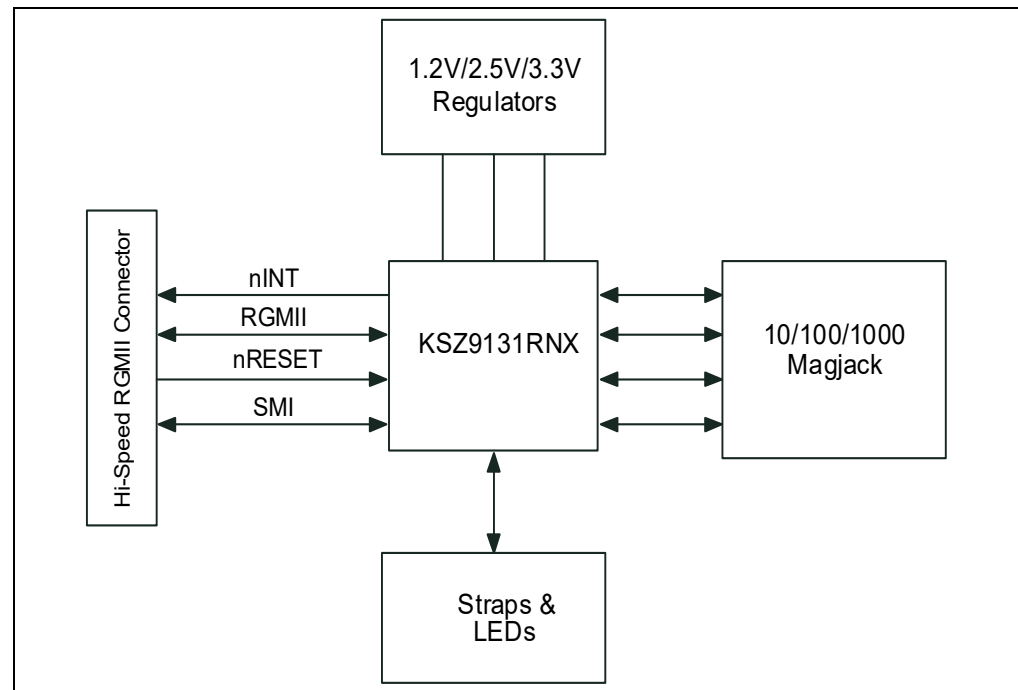 1.2V/2.5V/3.3V
Regulators
Hi-Speed RGMII Connector
nINT
RGMII
nRESET
SMI
KSZ9131RNX
10/100/1000
Magjack
Straps &
LEDs